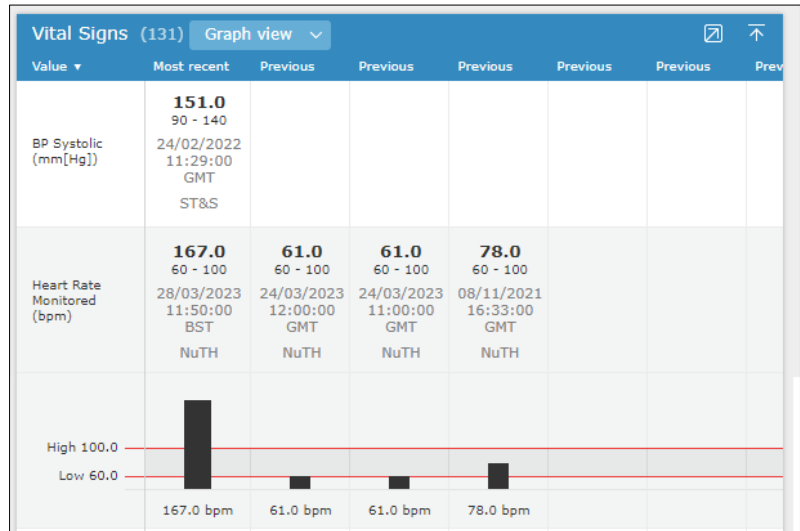 Vital Signs (131) Graph view
Value ▼ Most recent Previous Previous Previous Previous Previous Prev
BP Systolic
(mm[Hg])
151.0
90 - 140
24/02/2022
11:29:00
GMT
ST&S
Heart Rate
Monitored
(bpm)
167.0 61.0 61.0 78.0
60 - 100 60 - 100 60 - 100 60 - 100
28/03/2023 24/03/2023 24/03/2023 08/11/2021
11:50:00 12:00:00 11:00:00 16:33:00
BST GMT GMT GMT
NuTH NuTH NuTH NuTH
High 100.0
Low 60.0
167.0 bpm 61.0 bpm 61.0 bpm 78.0 bpm